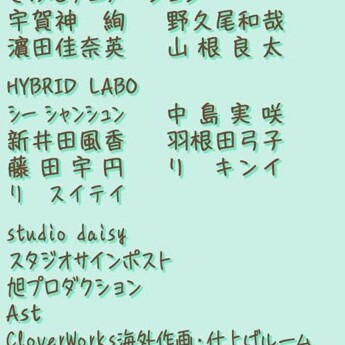 宇賀神　絢　野久尾和哉
濵田佳奈英　山根良太
HYBRID LABO
シー シャンシュン　中島実咲
新井田風香　羽根田弓子
藤田宇円　り　キンイ
り　スイテイ
studio daisy
スタジオサインポスト
旭プロダクション
Ast
CloverWorks海外作画・仕上げルーム